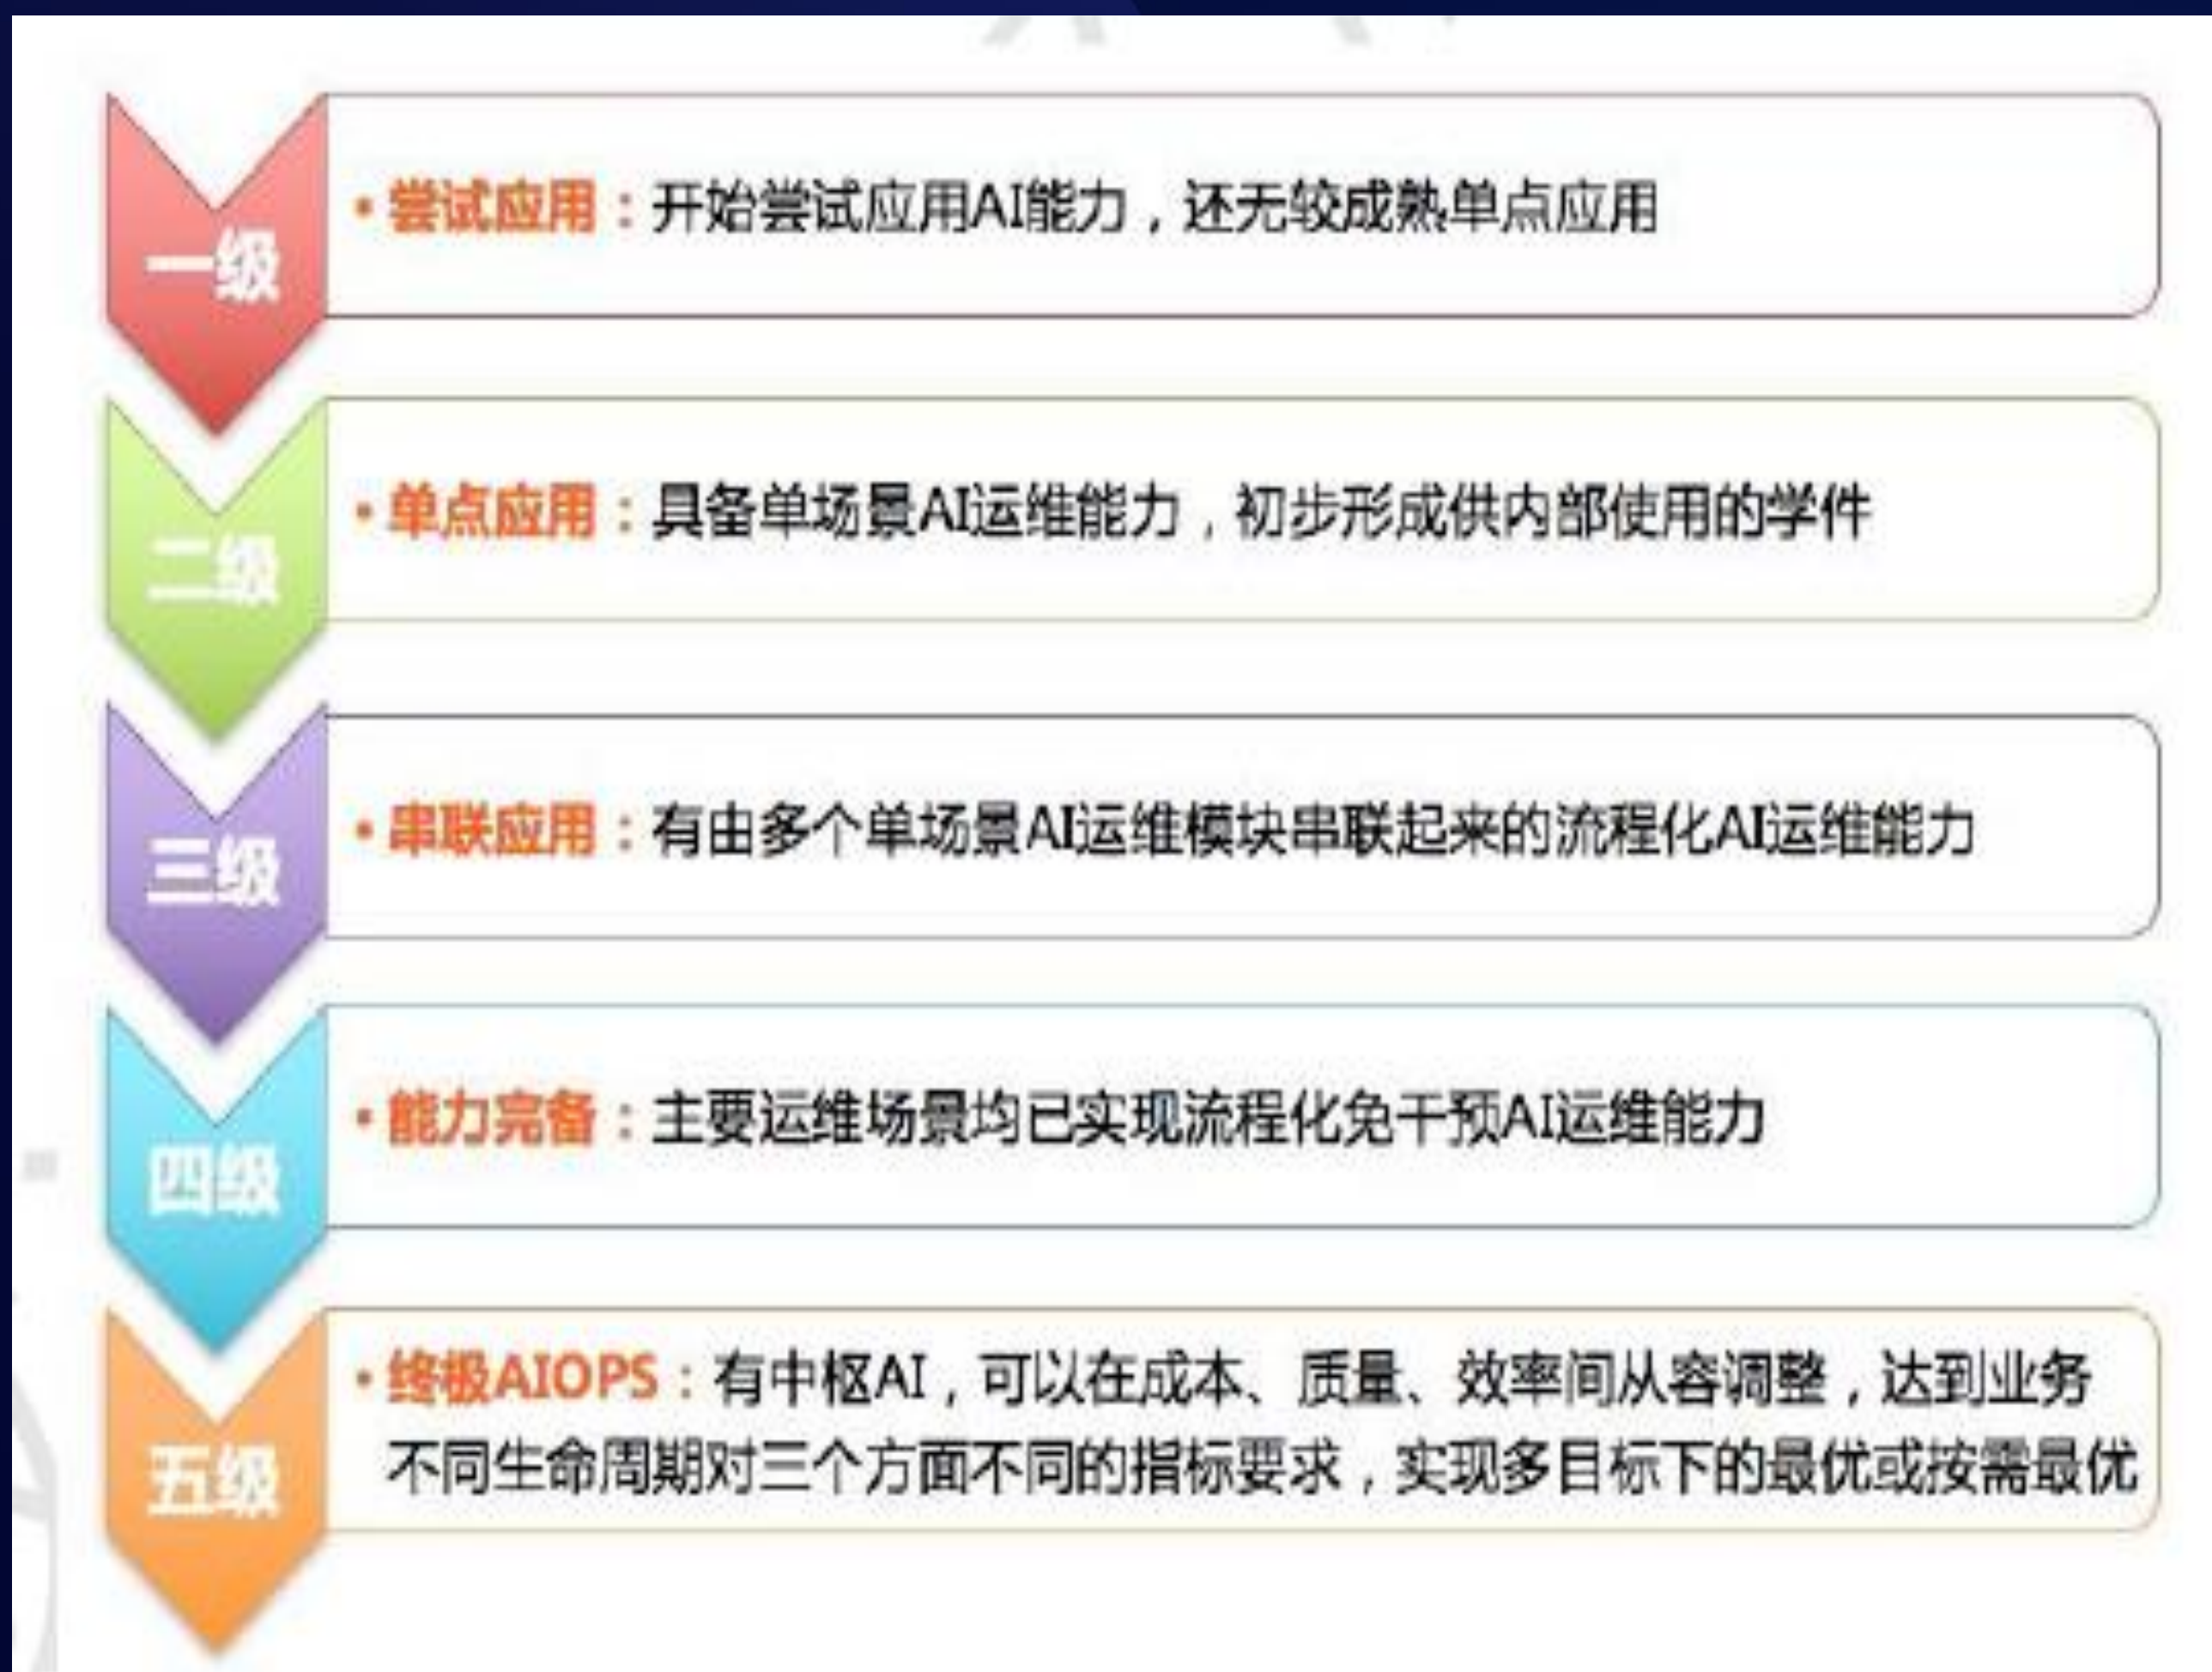 一级
• 尝试应用：开始尝试应用AI能力，还无较成熟单点应用
二级
• 单点应用：具备单场景AI运维能力，初步形成供内部使用的学件
三级
• 串联应用：有由多个单场景AI运维模块串联起来的流程化AI运维能力
四级
• 能力完备：主要运维场景均已实现流程化免干预AI运维能力
五级
• 终极AIOPS：有中枢AI，可以在成本、质量、效率间从容调整，达到业务
不同生命周期对三个方面不同的指标要求，实现多目标下的最优或按需最优